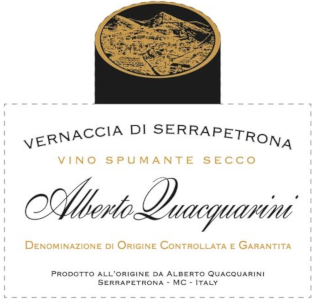 VERNACCIA DI SERRAPETRONA
VINO SPUMANTE SECCO
Alberto Quacquarini
DENOMINAZIONE DI ORIGINE CONTROLLATA E GARANTITA
PRODOTTO ALL'ORIGINE DA ALBERTO QUACQUARINI
SERRAPETRONA - MC - ITALY